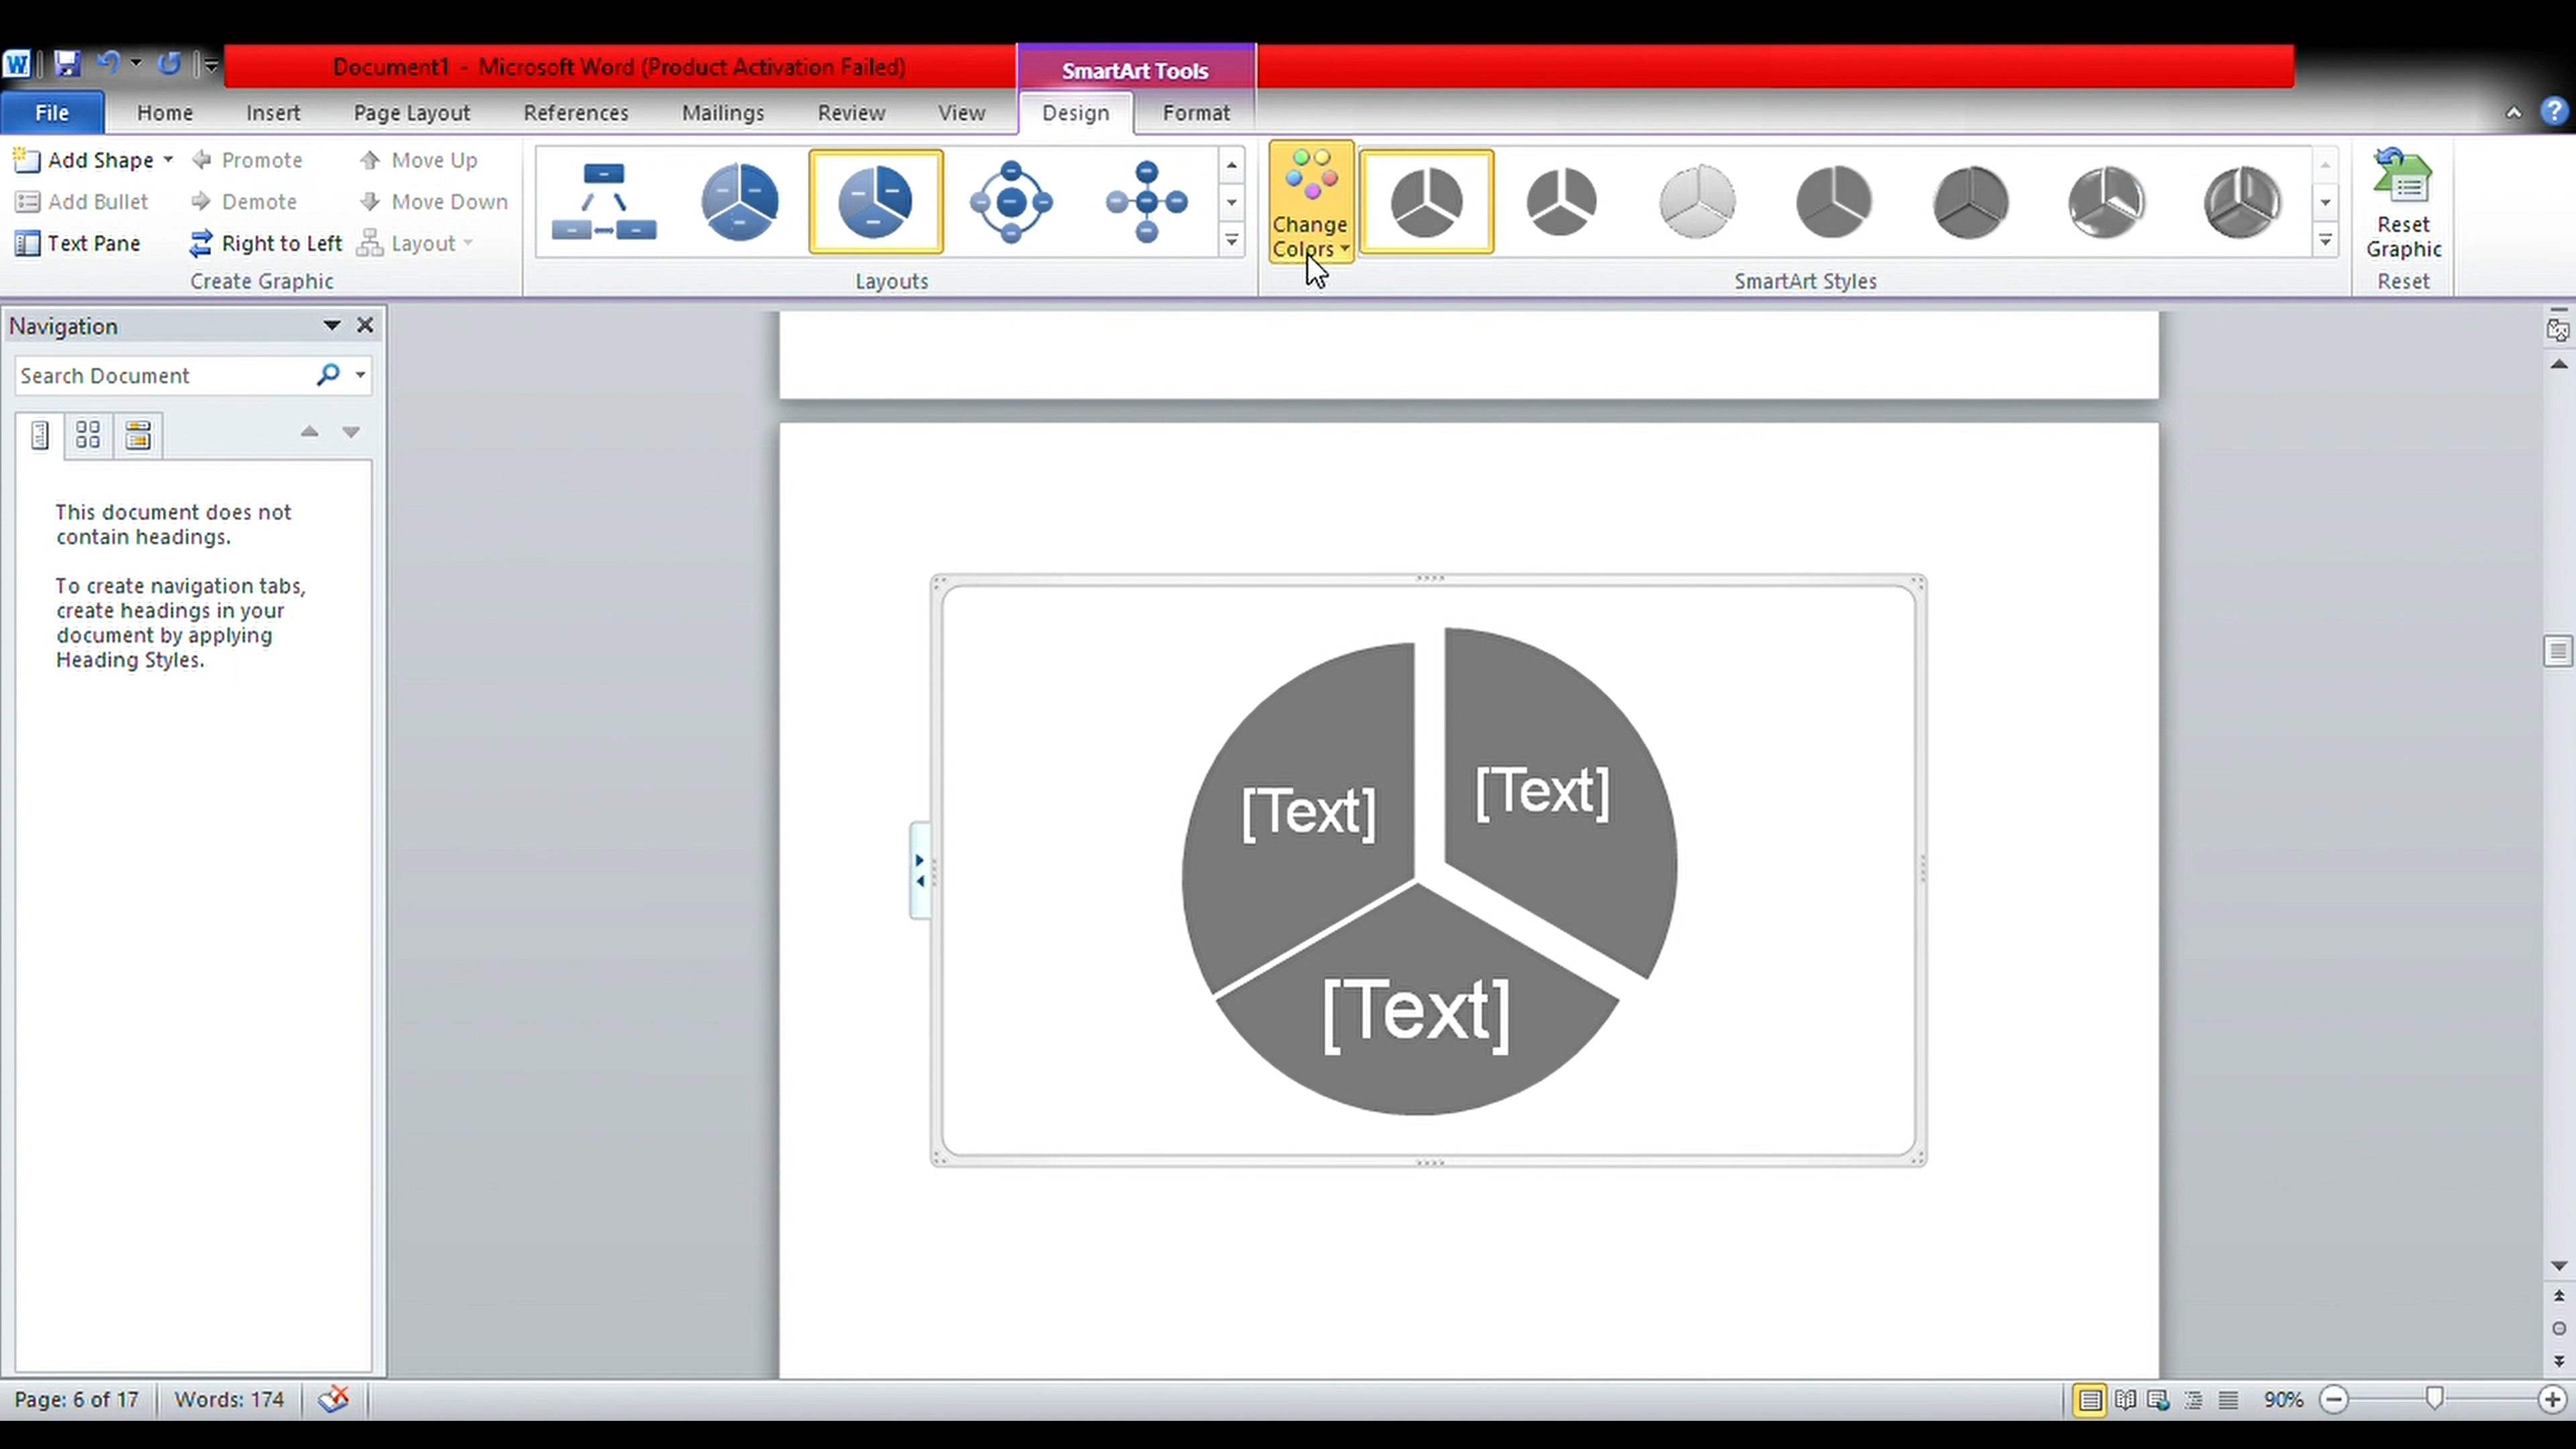 Document1 - Microsoft Word (Product Activation Failed)
SmartArt Tools
File Home Insert Page Layout References Mailings Review View Design Format
Add Shape Promote Move Up
Add Bullet Demote Move Down
Text Pane Right to Left Layout
Create Graphic
Layouts
Change
Colors
SmartArt Styles
Reset
Graphic
Reset
Navigation
Search Document
This document does not
contain headings.
To create navigation tabs,
create headings in your
document by applying
Heading Styles.
[Text]
[Text]
[Text]
Page: 6 of 17 Words: 174
90%